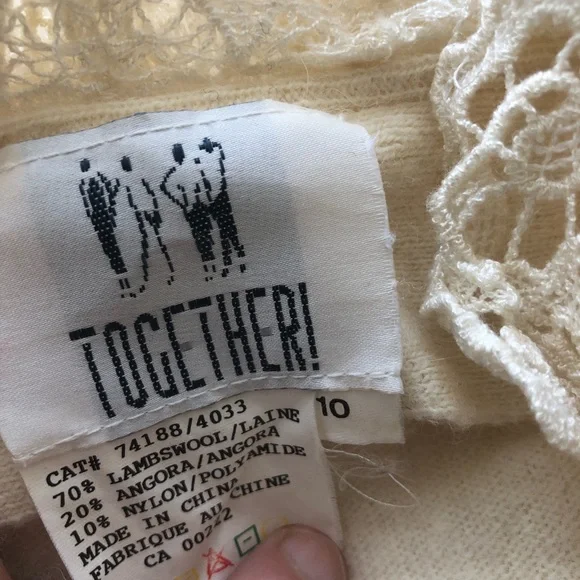 TOGETHER!
10
CAT# 74188/4033
70% LAMBSWOOL/LAINE
20% ANGORA/ANGORA
10% NYLON/POLYAMIDE
MADE IN CHINA
FABRIQUE AU CHINE
CA 00242